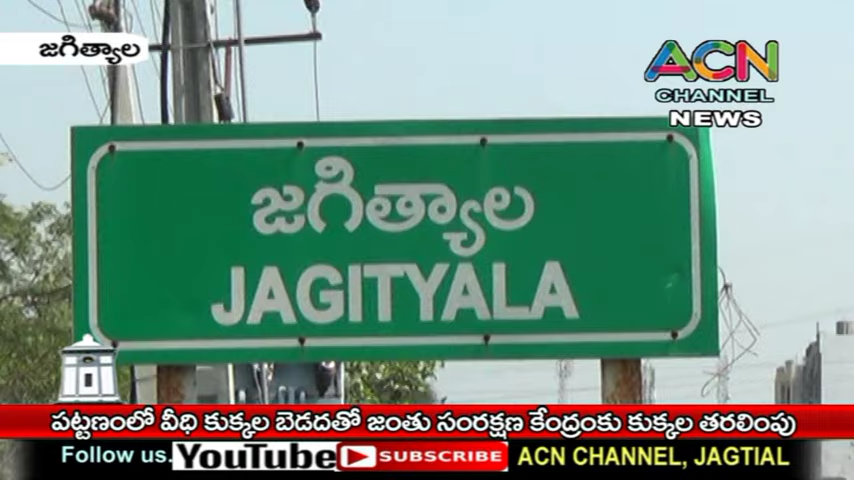 జగిత్యాల
ACN
CHANNEL
NEWS
జగిత్యాల
JAGITYALA
పట్టణంలో వీధి కుక్కల బెడదతో జంతు సంరక్షణ కేంద్రంకు కుక్కల తరలింపు
Follow us. YouTube SUBSCRIBE ACN CHANNEL, JAGTIAL